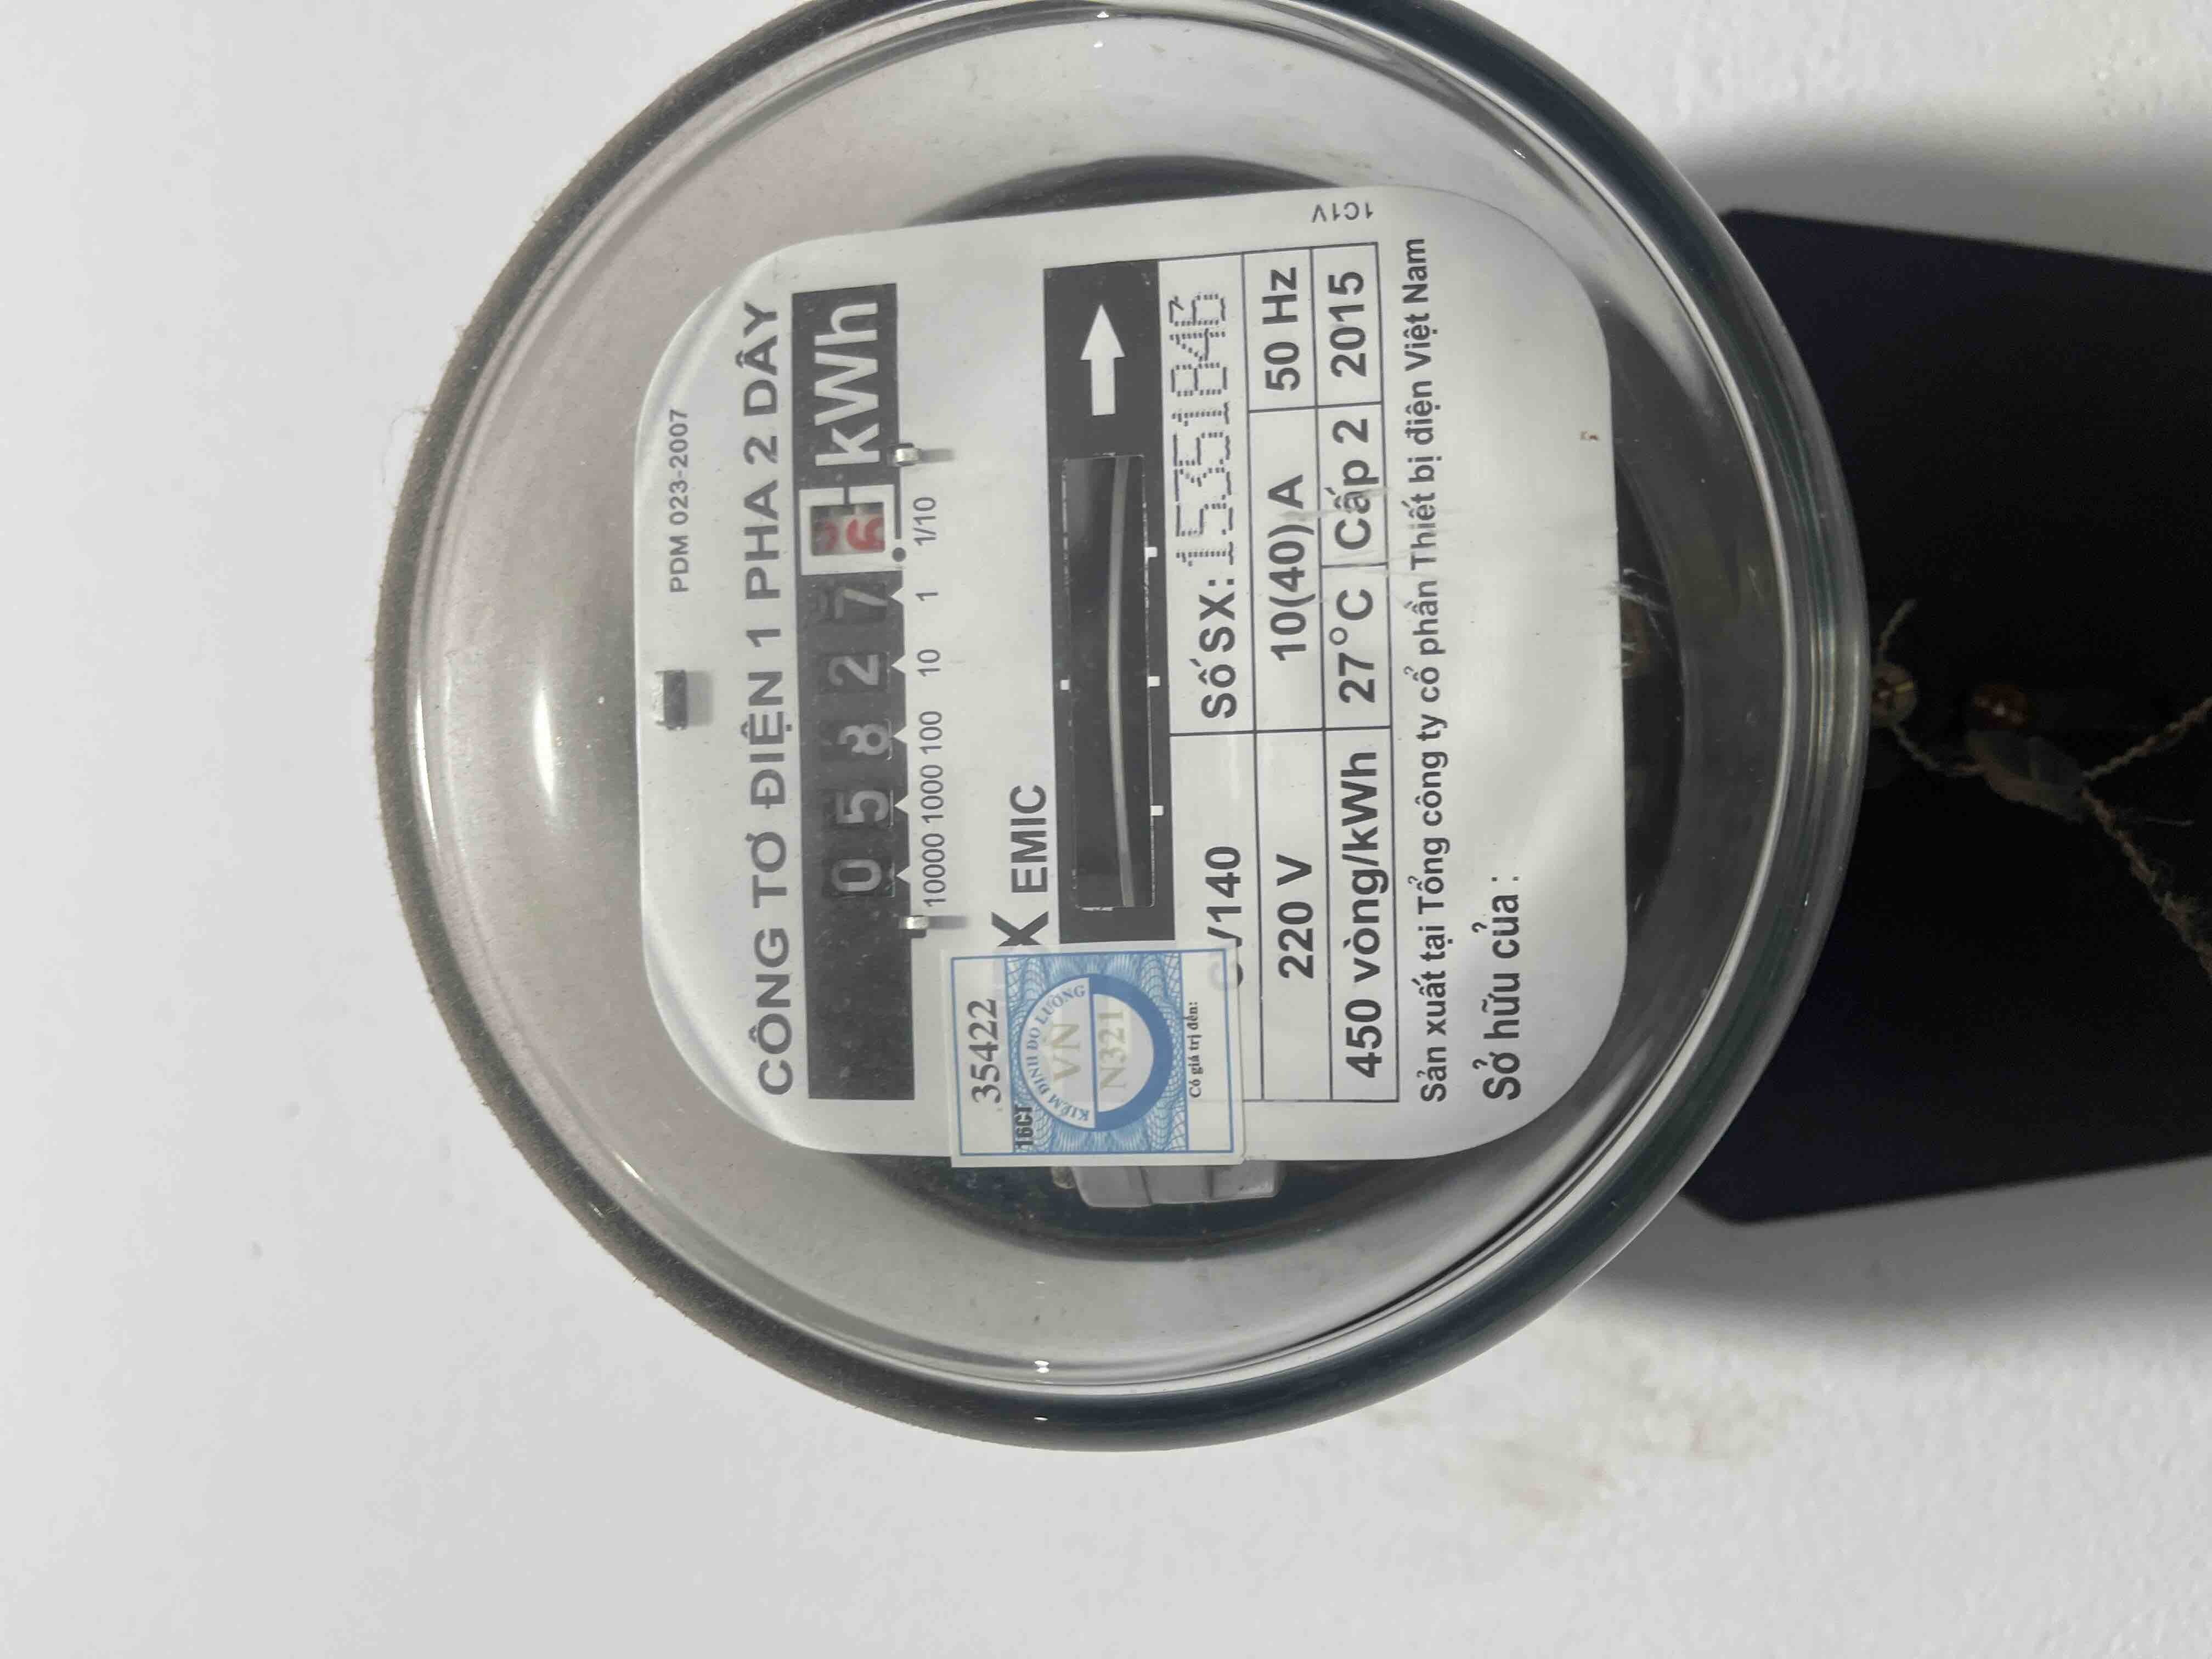 PDM 023-2007
CÔNG TƠ ĐIỆN 1 PHA 2 DÂY
0 5 8 2 7 kWh
10000 1000 100 10 1 1/10
EMIC
35422
16CT
KIỂM ĐỊNH ĐO LƯỜNG
VN
N321
Có giá trị đến:
/140 Số SX: 15351846
220 V 10(40) A 50 Hz
450 vòng/kWh 27°C Cấp 2 2015
Sản xuất tại Tổng công ty cổ phần Thiết bị điện Việt Nam
Sở hữu của :
1C1V